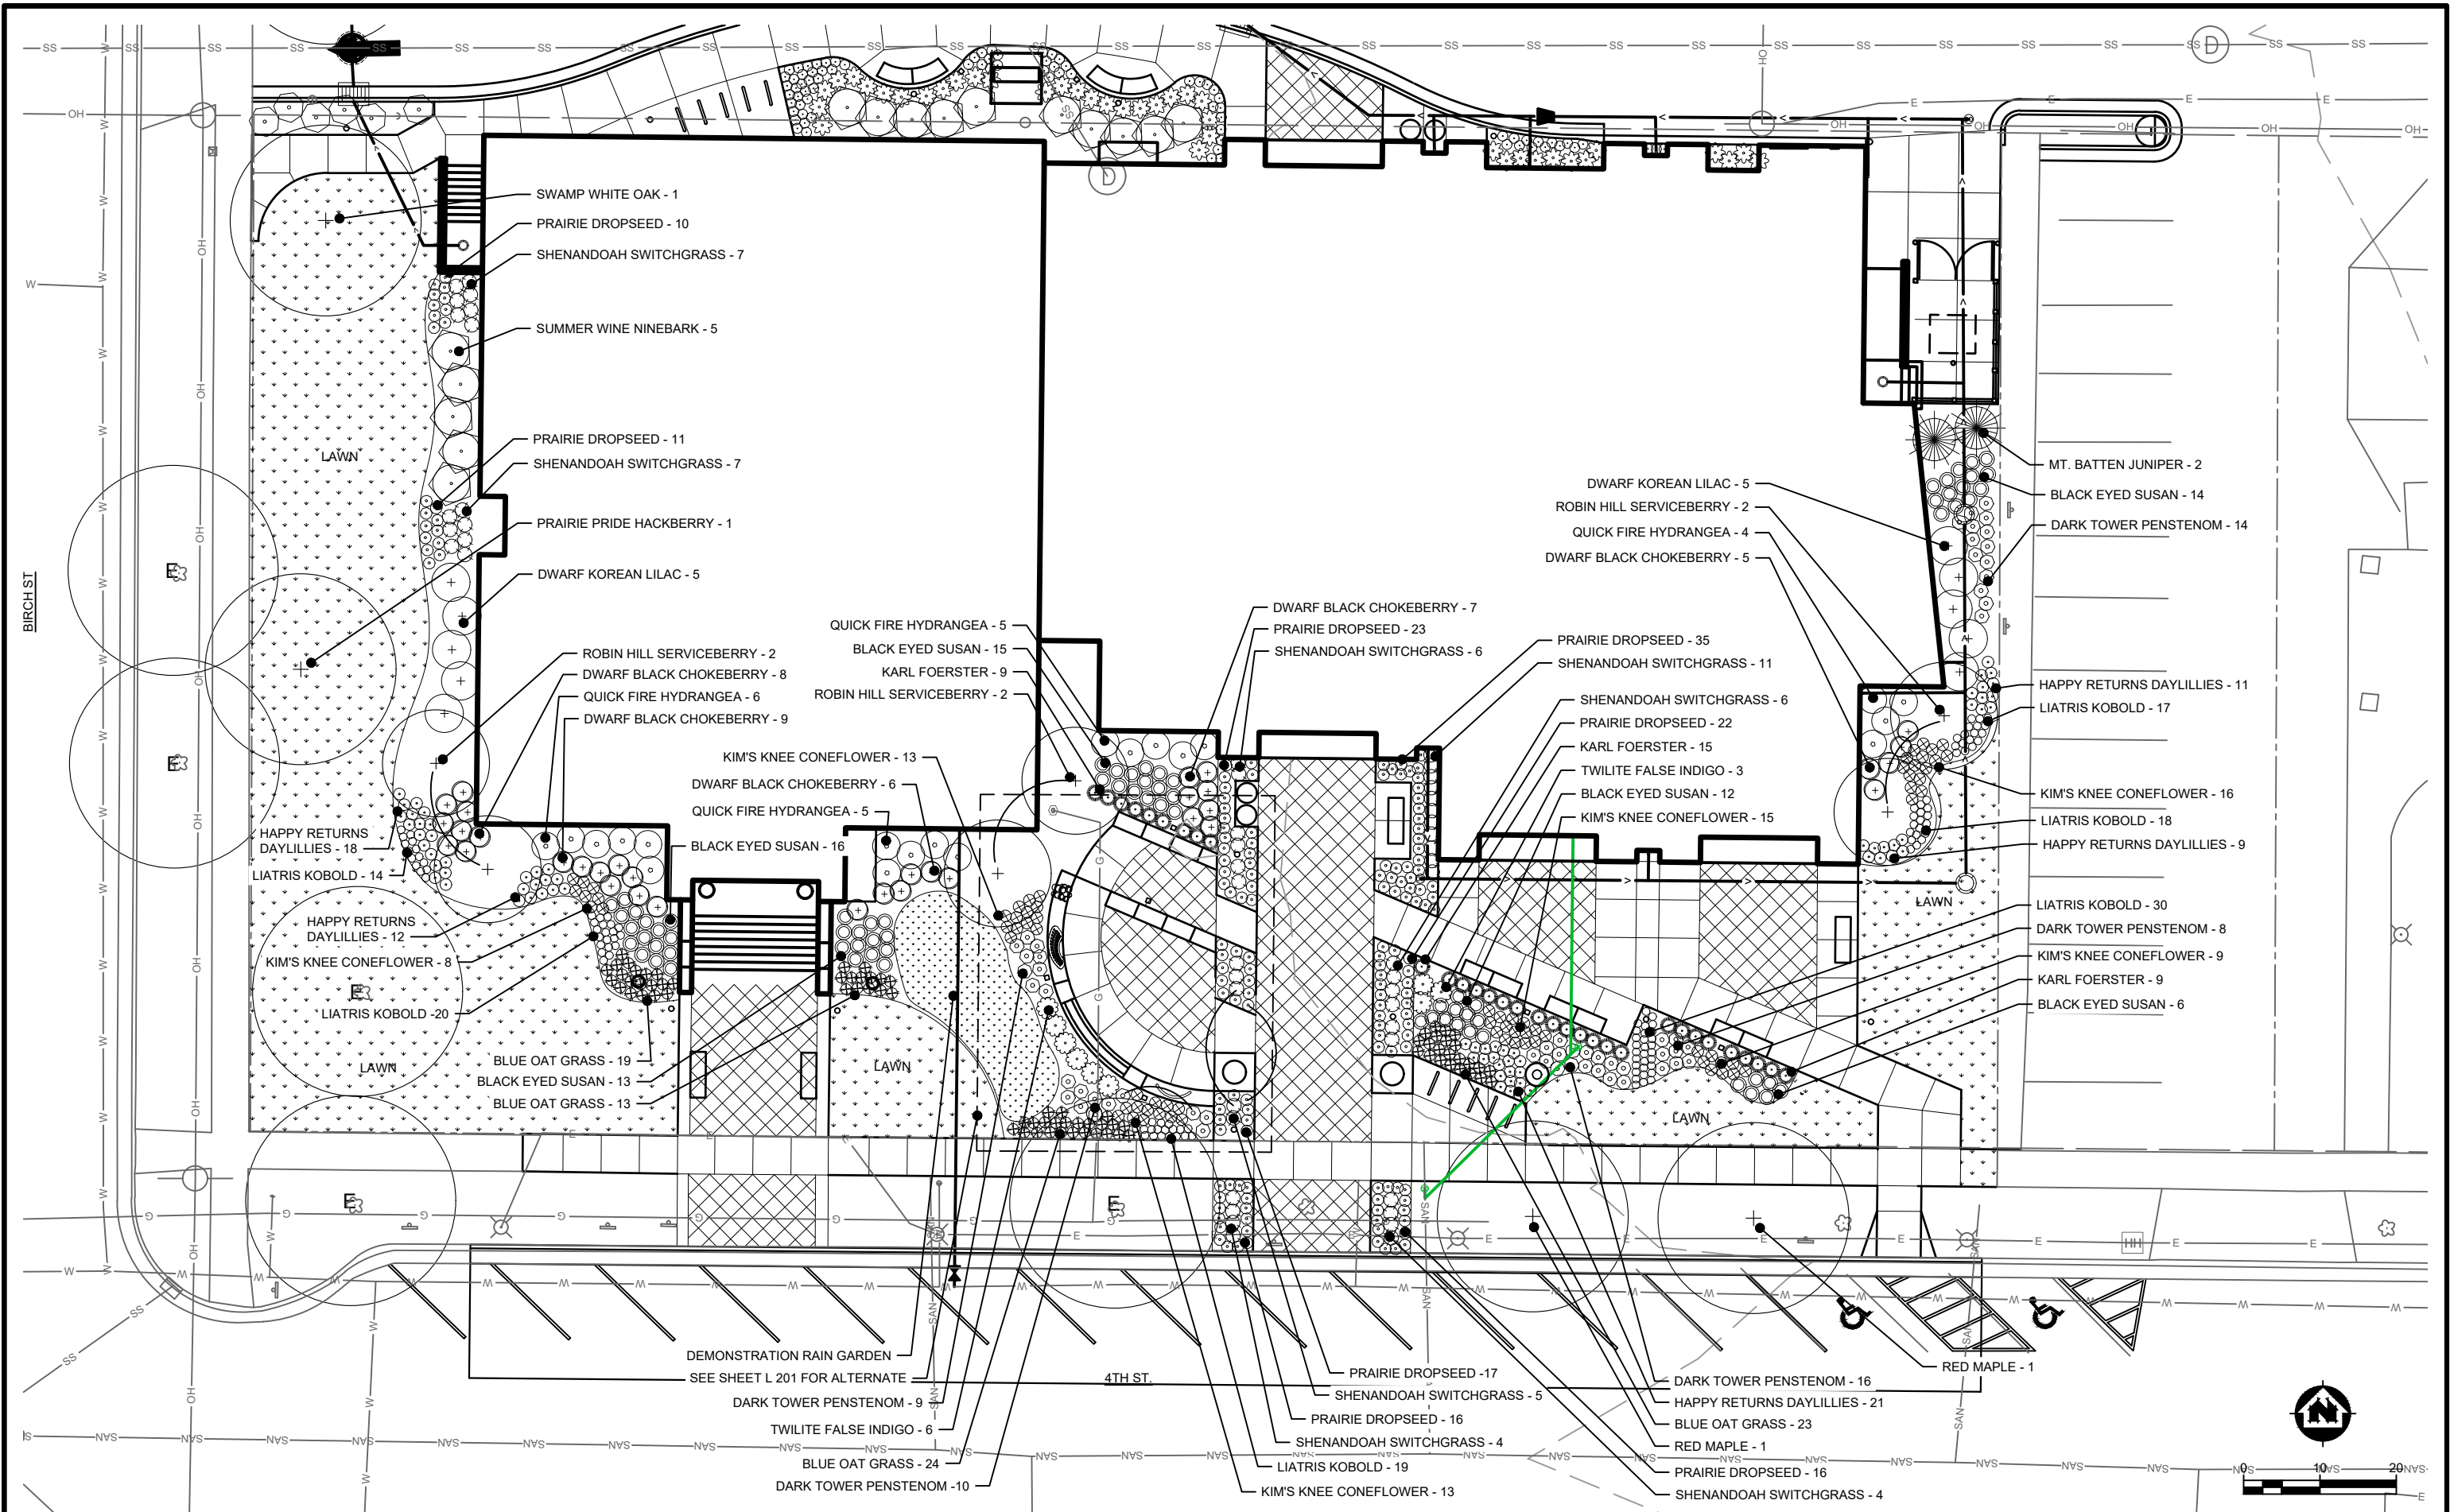 SWAMP WHITE OAK - 1
PRAIRIE DROPSEED - 10
SHENANDOAH SWITCHGRASS - 7
SUMMER WINE NINEBARK - 5
PRAIRIE DROPSEED - 11
SHENANDOAH SWITCHGRASS - 7
PRAIRIE PRIDE HACKBERRY - 1
DWARF KOREAN LILAC - 5
ROBIN HILL SERVICEBERRY - 2
DWARF BLACK CHOKEBERRY - 8
QUICK FIRE HYDRANGEA - 6
DWARF BLACK CHOKEBERRY - 9
LAWN
BIRCH ST
HAPPY RETURNS
DAYLILLIES - 18
LIATRIS KOBOLD - 14
HAPPY RETURNS
DAYLILLIES - 12
KIM'S KNEE CONEFLOWER - 8
LIATRIS KOBOLD -20
LAWN
BLUE OAT GRASS - 19
BLACK EYED SUSAN - 13
BLUE OAT GRASS - 13
BLACK EYED SUSAN - 16
QUICK FIRE HYDRANGEA - 5
BLACK EYED SUSAN - 15
KARL FOERSTER - 9
ROBIN HILL SERVICEBERRY - 2
KIM'S KNEE CONEFLOWER - 13
DWARF BLACK CHOKEBERRY - 6
QUICK FIRE HYDRANGEA - 5
LAWN
DWARF BLACK CHOKEBERRY - 7
PRAIRIE DROPSEED - 23
SHENANDOAH SWITCHGRASS - 6
PRAIRIE DROPSEED - 35
SHENANDOAH SWITCHGRASS - 11
SHENANDOAH SWITCHGRASS - 6
PRAIRIE DROPSEED - 22
KARL FOERSTER - 15
TWILITE FALSE INDIGO - 3
BLACK EYED SUSAN - 12
KIM'S KNEE CONEFLOWER - 15
DWARF KOREAN LILAC - 5
ROBIN HILL SERVICEBERRY - 2
QUICK FIRE HYDRANGEA - 4
DWARF BLACK CHOKEBERRY - 5
MT. BATTEN JUNIPER - 2
BLACK EYED SUSAN - 14
DARK TOWER PENSTENOM - 14
HAPPY RETURNS DAYLILLIES - 11
LIATRIS KOBOLD - 17
KIM'S KNEE CONEFLOWER - 16
LIATRIS KOBOLD - 18
HAPPY RETURNS DAYLILLIES - 9
LAWN
LIATRIS KOBOLD - 30
DARK TOWER PENSTENOM - 8
KIM'S KNEE CONEFLOWER - 9
KARL FOERSTER - 9
BLACK EYED SUSAN - 6
LAWN
DEMONSTRATION RAIN GARDEN
SEE SHEET L 201 FOR ALTERNATE
DARK TOWER PENSTENOM - 9
TWILITE FALSE INDIGO - 6
BLUE OAT GRASS - 24
DARK TOWER PENSTENOM -10
4TH ST.
PRAIRIE DROPSEED -17
SHENANDOAH SWITCHGRASS - 5
PRAIRIE DROPSEED - 16
SHENANDOAH SWITCHGRASS - 4
LIATRIS KOBOLD - 19
KIM'S KNEE CONEFLOWER - 13
RED MAPLE - 1
DARK TOWER PENSTENOM - 16
HAPPY RETURNS DAYLILLIES - 21
BLUE OAT GRASS - 23
RED MAPLE - 1
PRAIRIE DROPSEED - 16
SHENANDOAH SWITCHGRASS - 4
N
0 10 20
D
D
E
E
E
E
E
HH